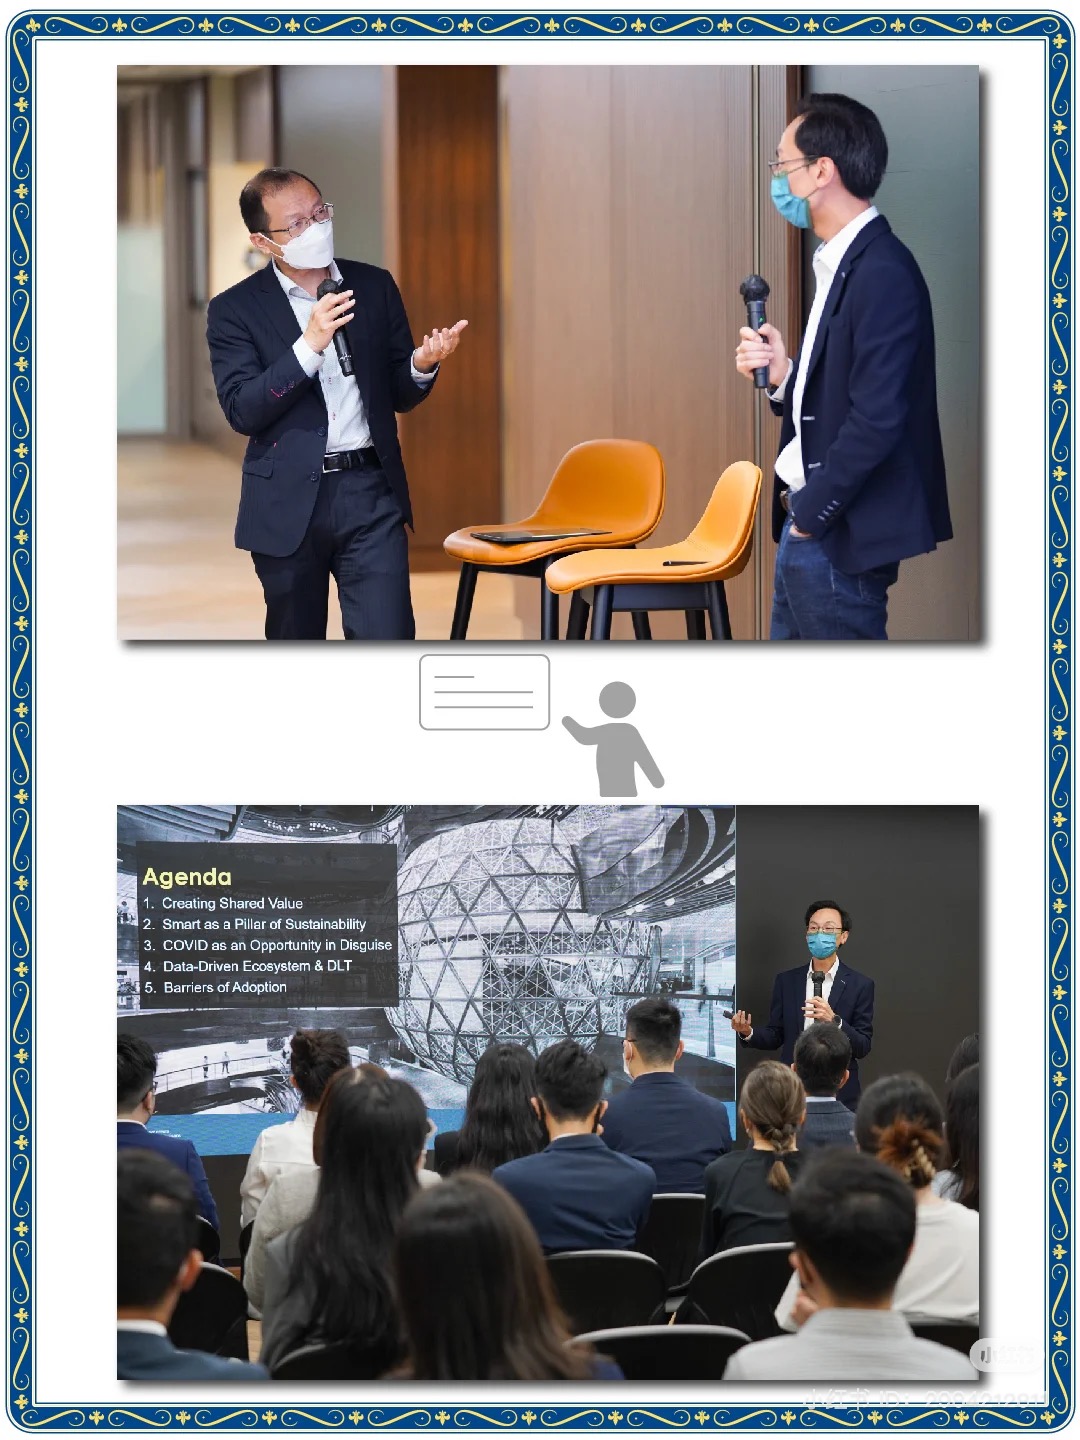 Agenda
1. Creating Shared Value
2. Smart as a Pillar of Sustainability
3. COVID as an Opportunity in Disguise
4. Data-Driven Ecosystem & DLT
5. Barriers of Adoption